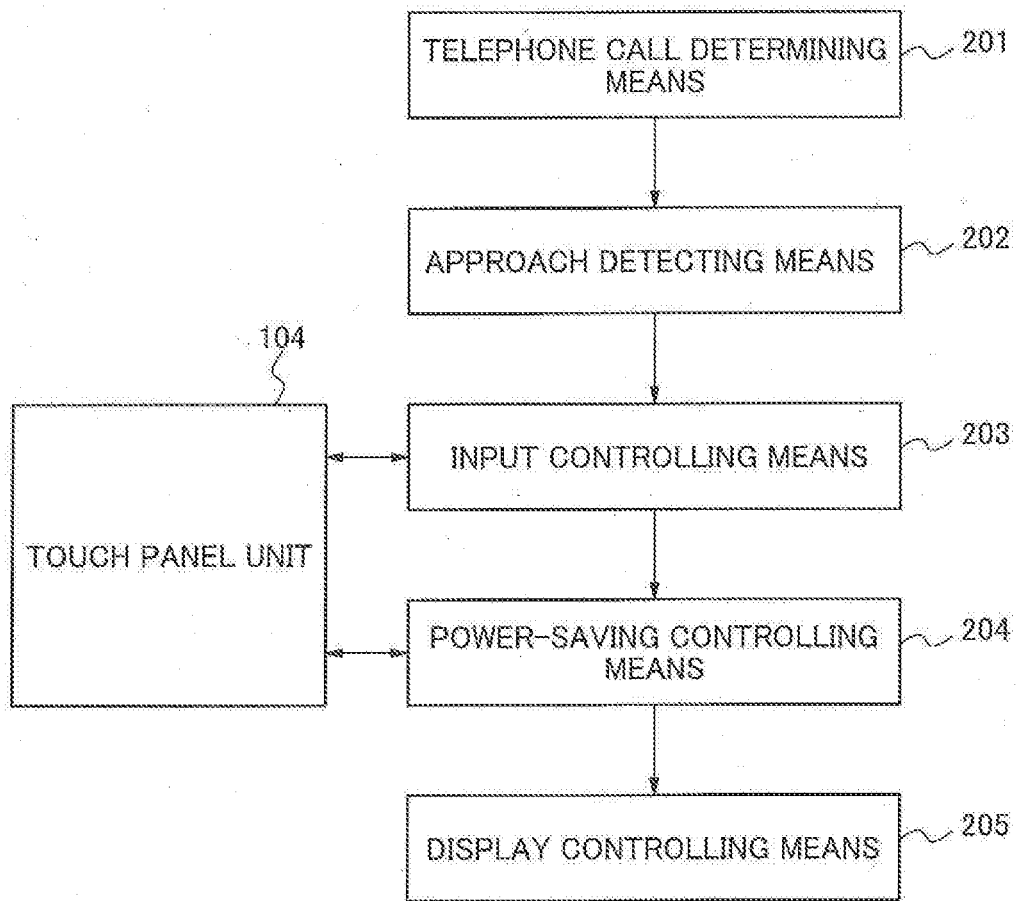 TELEPHONE CALL DETERMINING
MEANS
201
APPROACH DETECTING MEANS
202
104
TOUCH PANEL UNIT
INPUT CONTROLLING MEANS
203
POWER-SAVING CONTROLLING
MEANS
204
DISPLAY CONTROLLING MEANS
205